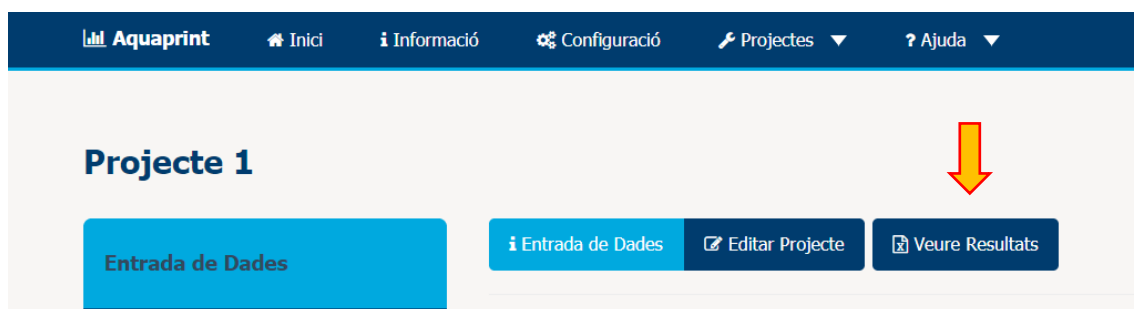 Aquaprint Inici Informació Configuració Projectes ? Ajuda
Projecte 1
Entrada de Dades Editar Projecte Veure Resultats
Entrada de Dades